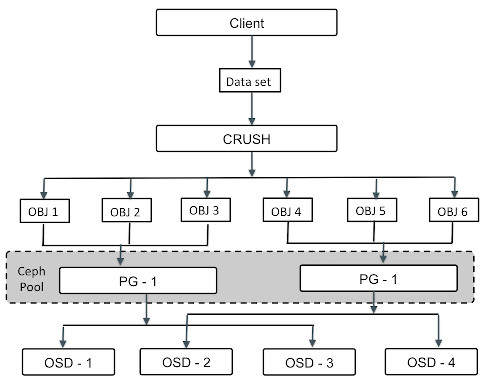 Client
Data set
CRUSH
OBJ 1
OBJ 2
OBJ 3
OBJ 4
OBJ 5
OBJ 6
Ceph
Pool
PG - 1
PG - 1
OSD - 1
OSD - 2
OSD - 3
OSD - 4